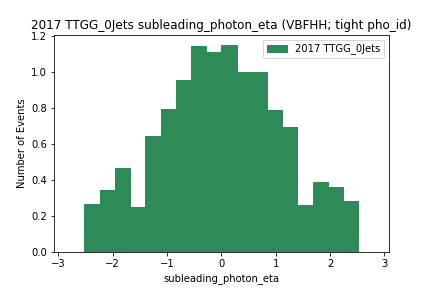 2017 TTGG_0Jets subleading_photon_eta (VBFHH; tight pho_id)
2017 TTGG_0Jets
Number of Events
1.2
1.0
0.8
0.6
0.4
0.2
0.0
−3 −2 −1 0 1 2 3
subleading_photon_eta